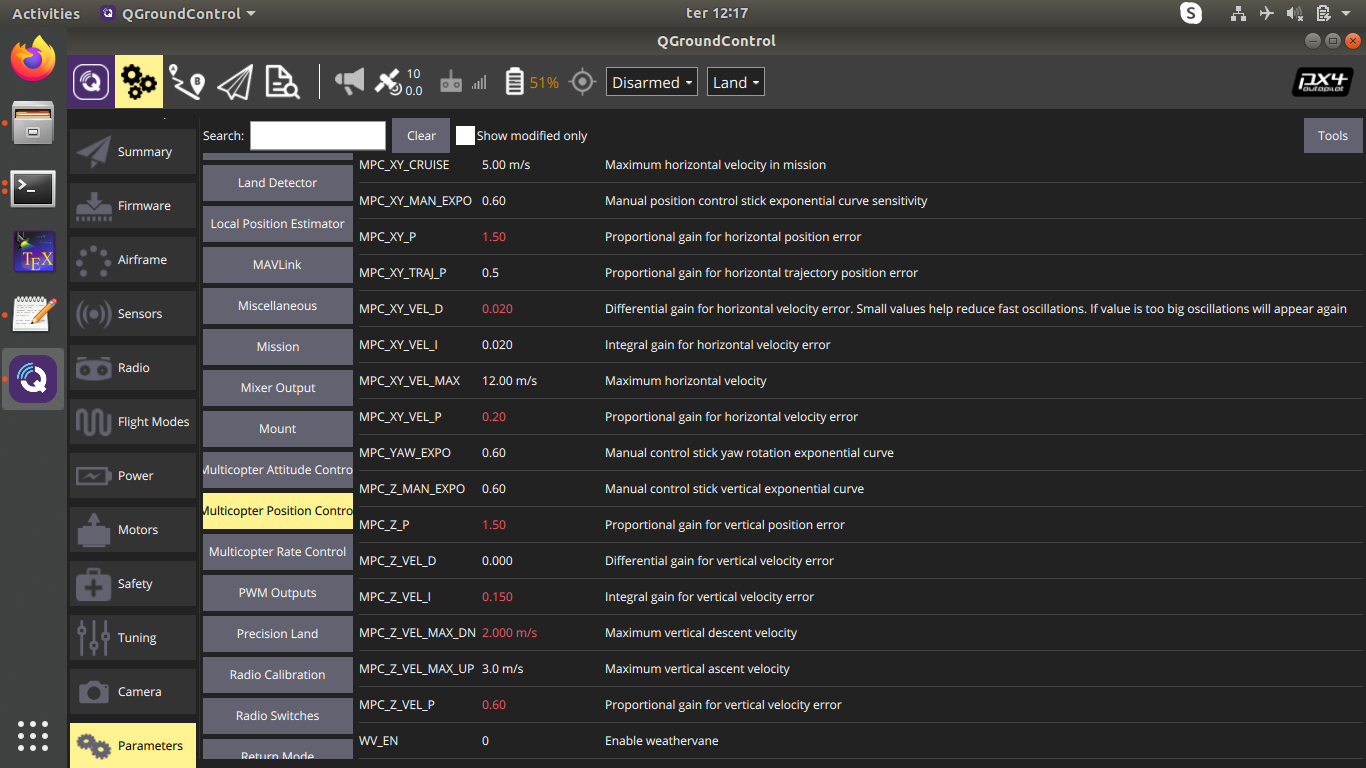 Activities QGroundControl ter 12:17
QGroundControl
10
0.0
51%
Disarmed
Land
PX4
autopilot
Search: Clear Show modified only Tools
Summary
Firmware
Airframe
Sensors
Radio
Flight Modes
Power
Motors
Safety
Tuning
Camera
Parameters
Land Detector
Local Position Estimator
MAVLink
Miscellaneous
Mission
Mixer Output
Mount
Multicopter Attitude Contro
Multicopter Position Contro
Multicopter Rate Control
PWM Outputs
Precision Land
Radio Calibration
Radio Switches
Return Mode
MPC_XY_CRUISE 5.00 m/s Maximum horizontal velocity in mission
MPC_XY_MAN_EXPO 0.60 Manual position control stick exponential curve sensitivity
MPC_XY_P 1.50 Proportional gain for horizontal position error
MPC_XY_TRAJ_P 0.5 Proportional gain for horizontal trajectory position error
MPC_XY_VEL_D 0.020 Differential gain for horizontal velocity error. Small values help reduce fast oscillations. If value is too big oscillations will appear again
MPC_XY_VEL_I 0.020 Integral gain for horizontal velocity error
MPC_XY_VEL_MAX 12.00 m/s Maximum horizontal velocity
MPC_XY_VEL_P 0.20 Proportional gain for horizontal velocity error
MPC_YAW_EXPO 0.60 Manual control stick yaw rotation exponential curve
MPC_Z_MAN_EXPO 0.60 Manual control stick vertical exponential curve
MPC_Z_P 1.50 Proportional gain for vertical position error
MPC_Z_VEL_D 0.000 Differential gain for vertical velocity error
MPC_Z_VEL_I 0.150 Integral gain for vertical velocity error
MPC_Z_VEL_MAX_DN 2.000 m/s Maximum vertical descent velocity
MPC_Z_VEL_MAX_UP 3.0 m/s Maximum vertical ascent velocity
MPC_Z_VEL_P 0.60 Proportional gain for vertical velocity error
WV_EN 0 Enable weathervane